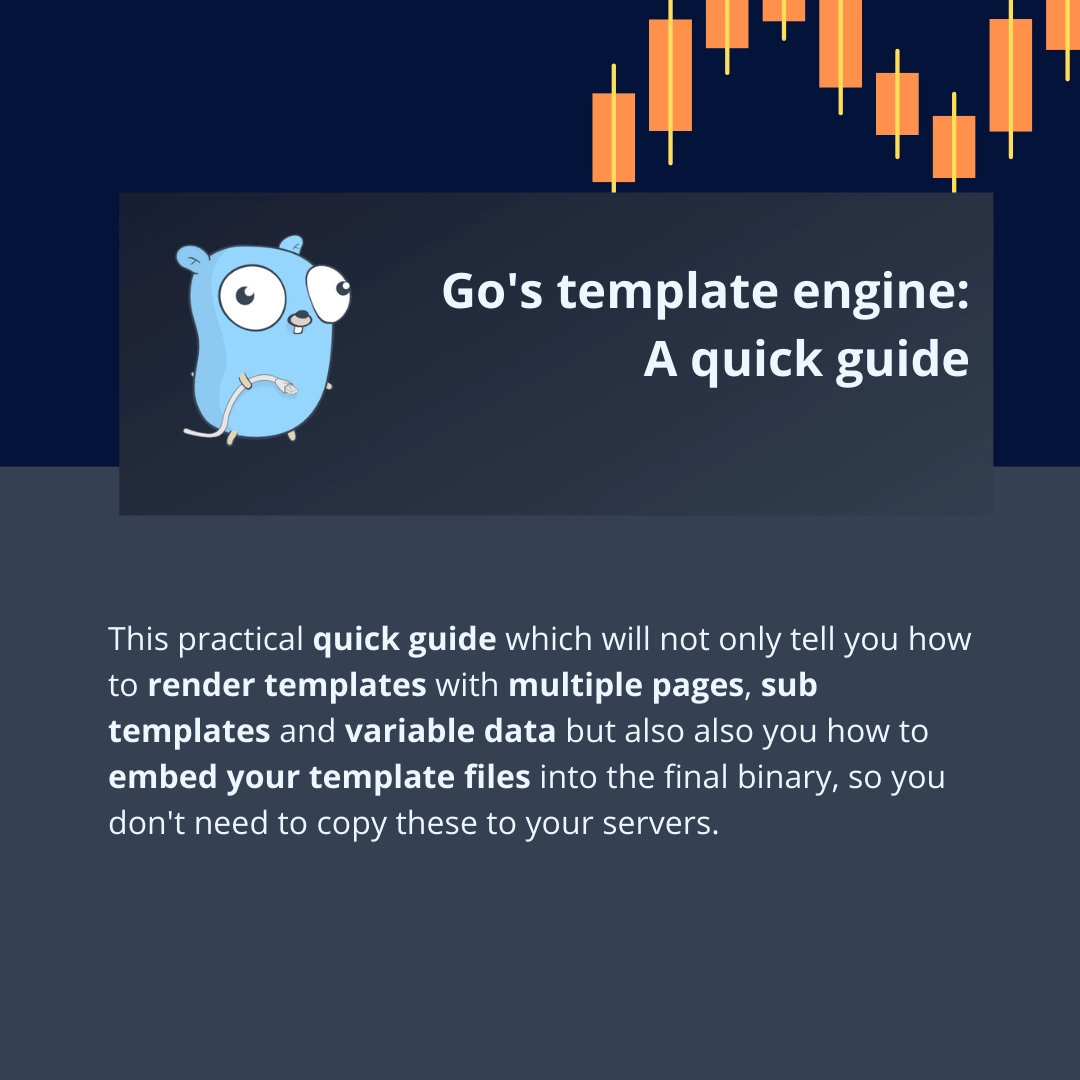 Go's template engine:
A quick guide
This practical quick guide which will not only tell you how
to render templates with multiple pages, sub
templates and variable data but also also you how to
embed your template files into the final binary, so you
don't need to copy these to your servers.